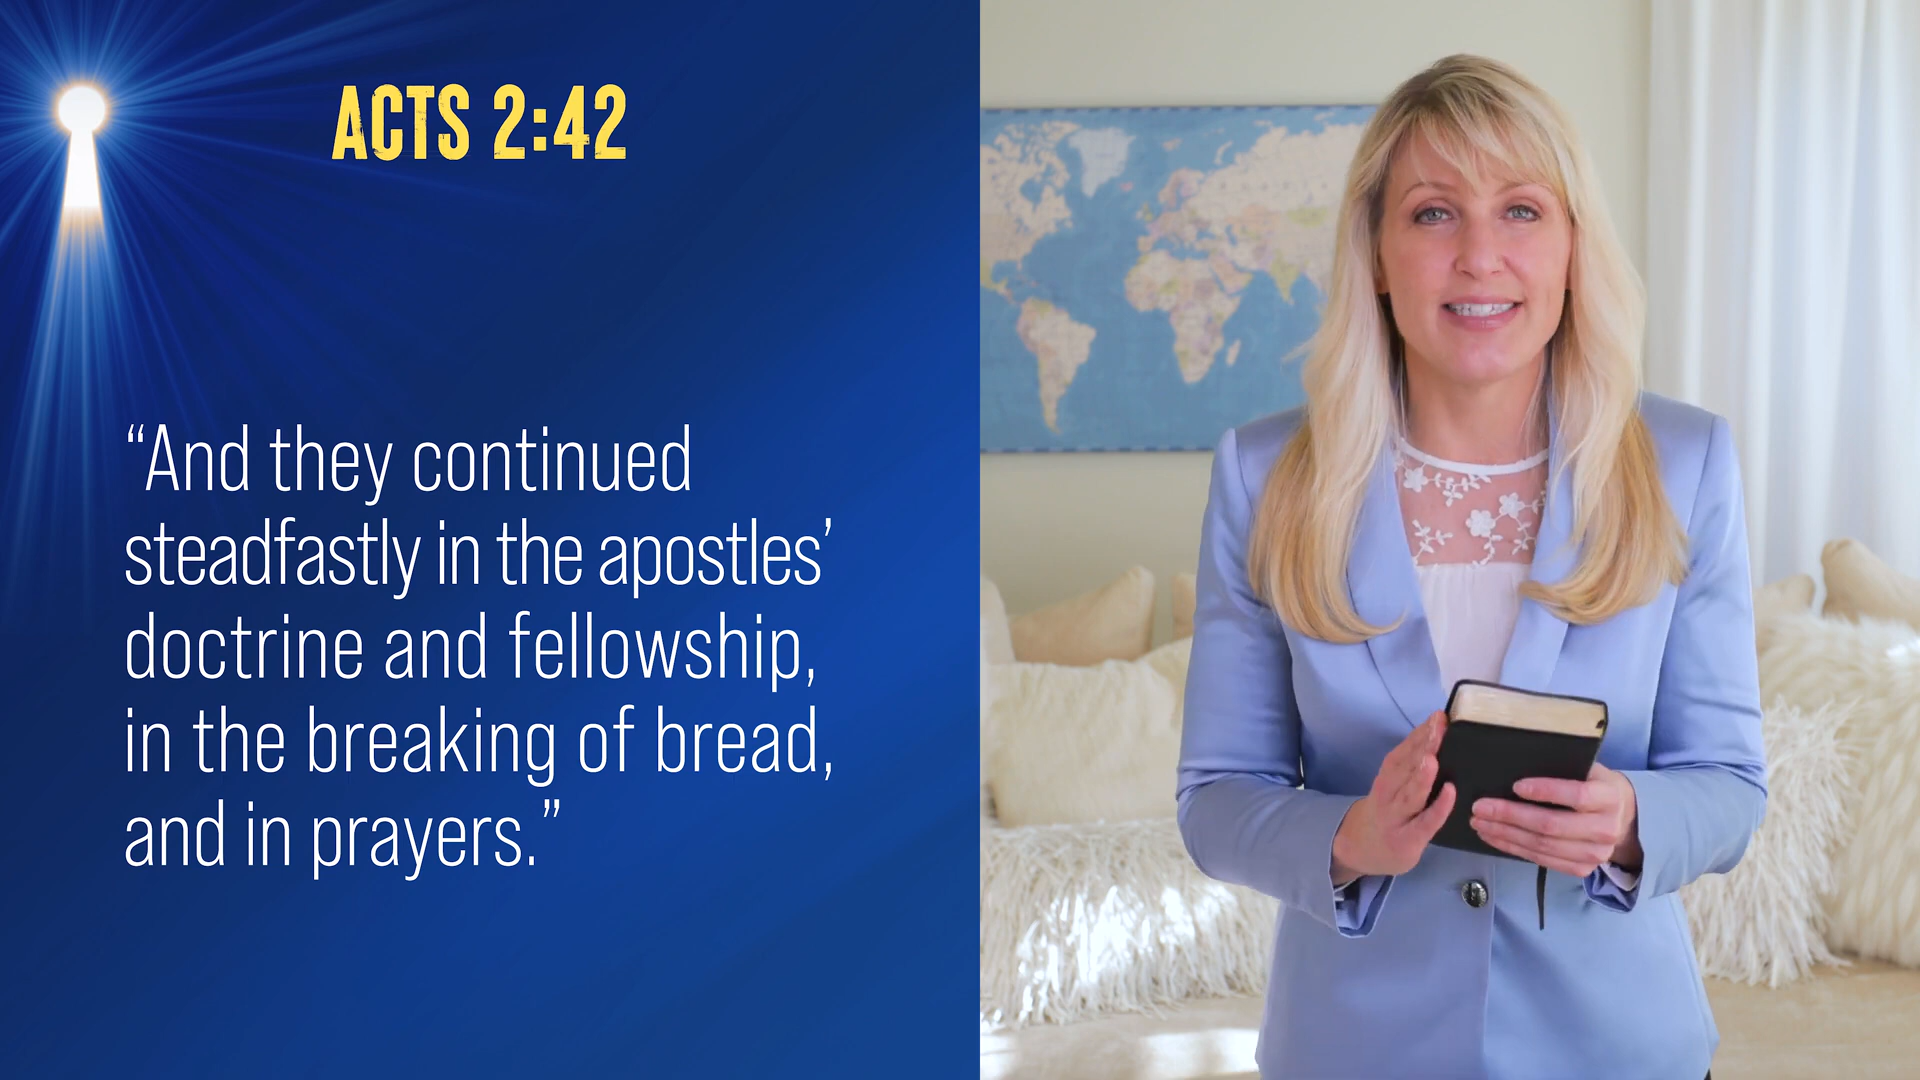 ACTS 2:42
“And they continued
steadfastly in the apostles’
doctrine and fellowship,
in the breaking of bread,
and in prayers.”